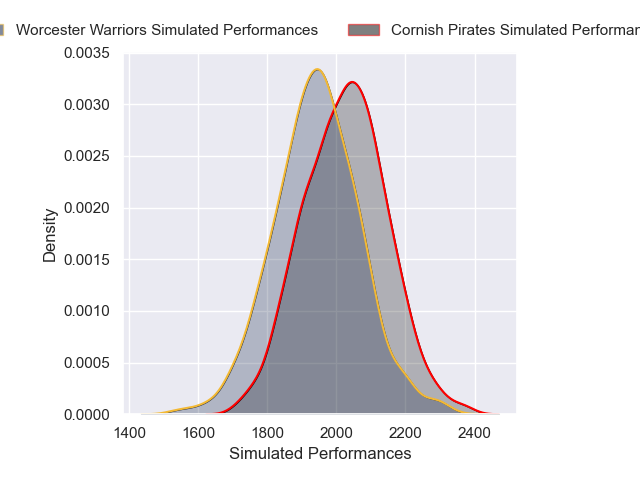 Worcester Warriors Simulated Performances Cornish Pirates Simulated Performan
0.0035
0.0030
0.0025
0.0020
0.0015
0.0010
0.0005
0.0000
Density
1400 1600 1800 2000 2200 2400
Simulated Performances